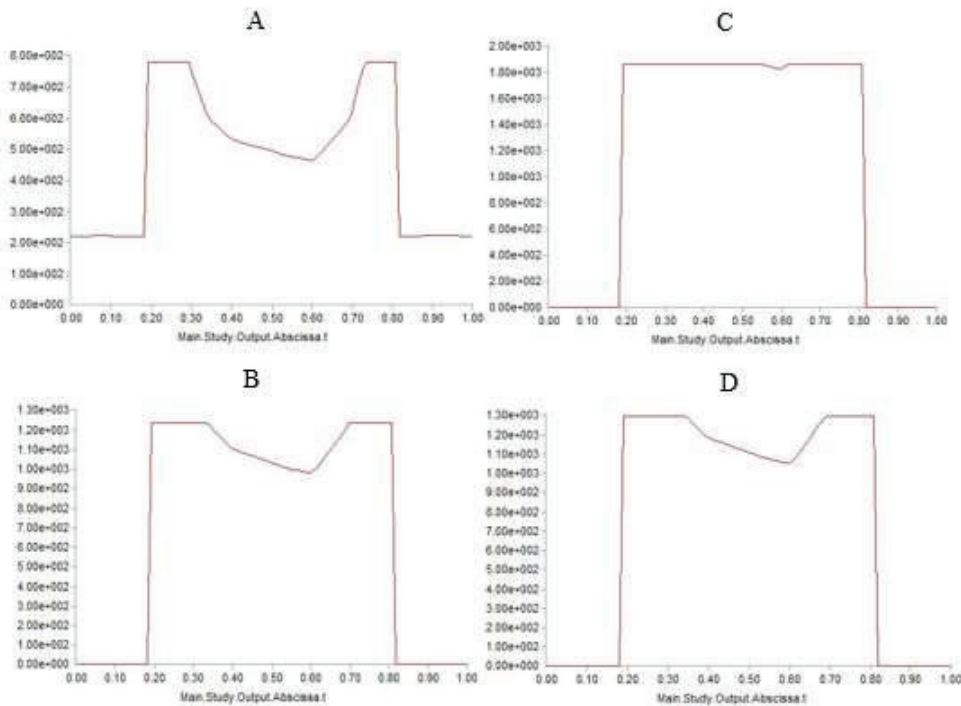 A
8.00e+002
7.00e+002
6.00e+002
5.00e+002
4.00e+002
3.00e+002
2.00e+002
1.00e+002
0.00e+000
0.00 0.10 0.20 0.30 0.40 0.50 0.60 0.70 0.80 0.90 1.00
Main.Study.Output.Abscissa.t
C
2.00e+003
1.80e+003
1.60e+003
1.40e+003
1.20e+003
1.00e+003
8.00e+002
6.00e+002
4.00e+002
2.00e+002
0.00e+000
0.00 0.10 0.20 0.30 0.40 0.50 0.60 0.70 0.80 0.90 1.00
Main.Study.Output.Abscissa.t
B
1.30e+003
1.20e+003
1.10e+003
1.00e+003
9.00e+002
8.00e+002
7.00e+002
6.00e+002
5.00e+002
4.00e+002
3.00e+002
2.00e+002
1.00e+002
0.00e+000
0.00 0.10 0.20 0.30 0.40 0.50 0.60 0.70 0.80 0.90 1.00
Main.Study.Output.Abscissa.t
D
1.30e+003
1.20e+003
1.10e+003
1.00e+003
9.00e+002
8.00e+002
7.00e+002
6.00e+002
5.00e+002
4.00e+002
3.00e+002
2.00e+002
1.00e+002
0.00e+000
0.00 0.10 0.20 0.30 0.40 0.50 0.60 0.70 0.80 0.90 1.00
Main.Study.Output.Abscissa.t